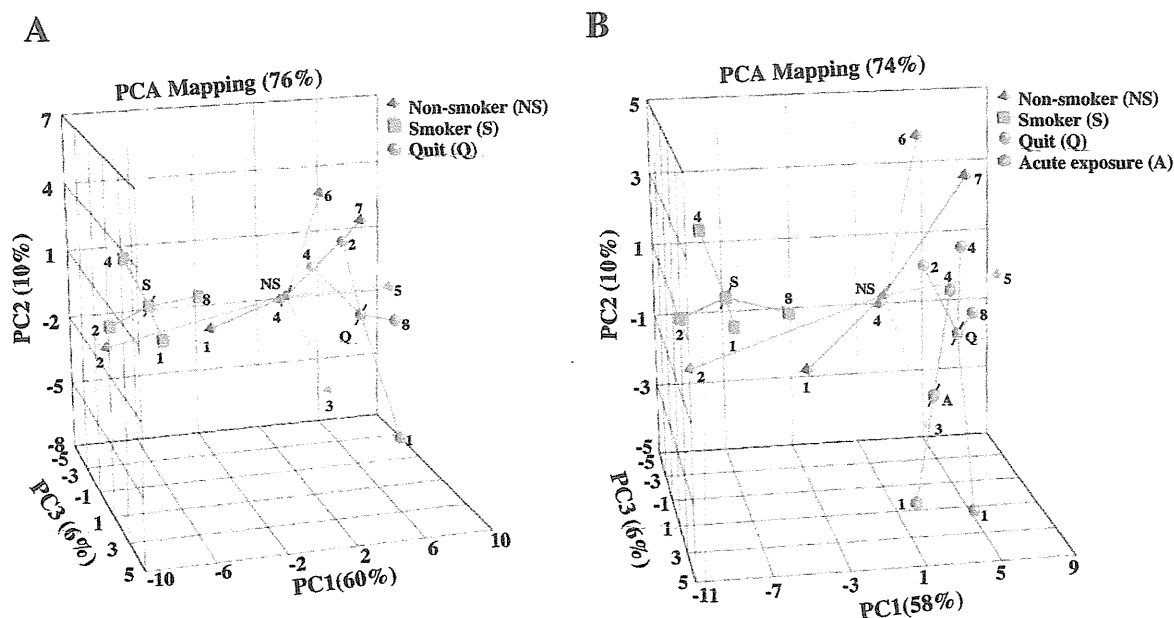 A
PCA Mapping (76%)
Non-smoker (NS)
Smoker (S)
Quit (Q)
7
4
1
-2
-5
-8
PC2 (10%)
-5
-3
-1
1
3
5
PC3 (6%)
-10
-6
-2
2
6
10
PC1(60%)
6
7
2
4
4
S
8
NS
5
2
4
Q
8
2
1
1
3
1
B
PCA Mapping (74%)
Non-smoker (NS)
Smoker (S)
Quit (Q)
Acute exposure (A)
5
3
1
-1
-3
-5
PC2 (10%)
-5
-3
-1
1
3
5
PC3 (6%)
-11
-7
-3
1
5
9
PC1(58%)
6
7
4
4
2
5
S
NS
4
8
4
8
2
1
Q
2
1
A
3
1
1